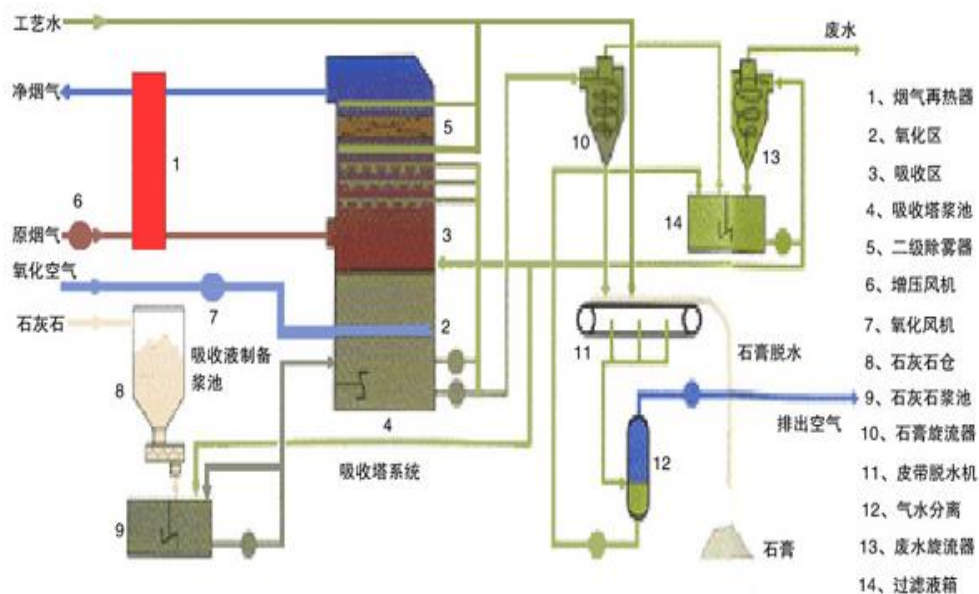 工艺水
净烟气
原烟气
氧化空气
石灰石
吸收液制备
浆池
吸收塔系统
废水
石膏脱水
排出空气
石膏
1
2
3
4
5
6
7
8
9
10
11
12
13
14
1、烟气再热器
2、氧化区
3、吸收区
4、吸收塔浆池
5、二级除雾器
6、增压风机
7、氧化风机
8、石灰石仓
9、石灰石浆池
10、石膏旋流器
11、皮带脱水机
12、气水分离
13、废水旋流器
14、过滤液箱